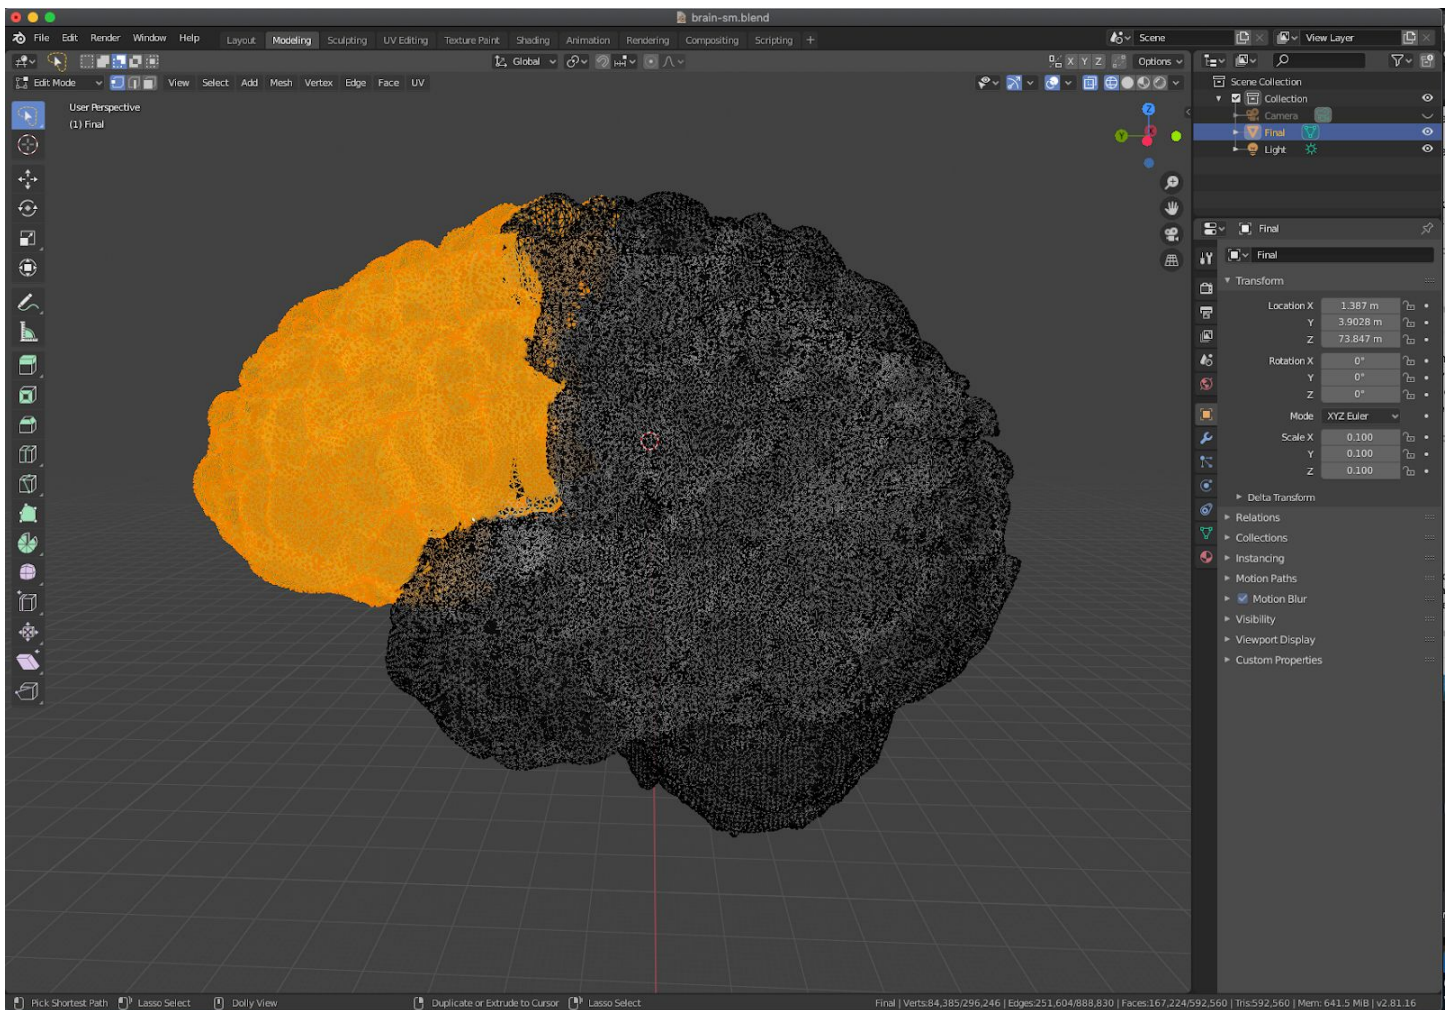 brain-sm.blend
File Edit Render Window Help Layout Modeling Sculpting UV Editing Texture Paint Shading Animation Rendering Compositing Scripting + Scene View Layer
Global X Y Z Options
Edit Mode View Select Add Mesh Vertex Edge Face UV
User Perspective
(1) Final
Z
Y
Scene Collection
Collection
Camera
Final
Light
Final
Final
Transform
Location X 1.387 m
Y 3.9028 m
Z 73.847 m
Rotation X 0°
Y 0°
Z 0°
Mode XYZ Euler
Scale X 0.100
Y 0.100
Z 0.100
Delta Transform
Relations
Collections
Instancing
Motion Paths
Motion Blur
Visibility
Viewport Display
Custom Properties
Pick Shortest Path Lasso Select Dolly View Duplicate or Extrude to Cursor Lasso Select Final | Verts:84,385/296,246 | Edges:251,604/888,830 | Faces:167,224/592,560 | Tris:592,560 | Mem: 641.5 MiB | v2.81.16